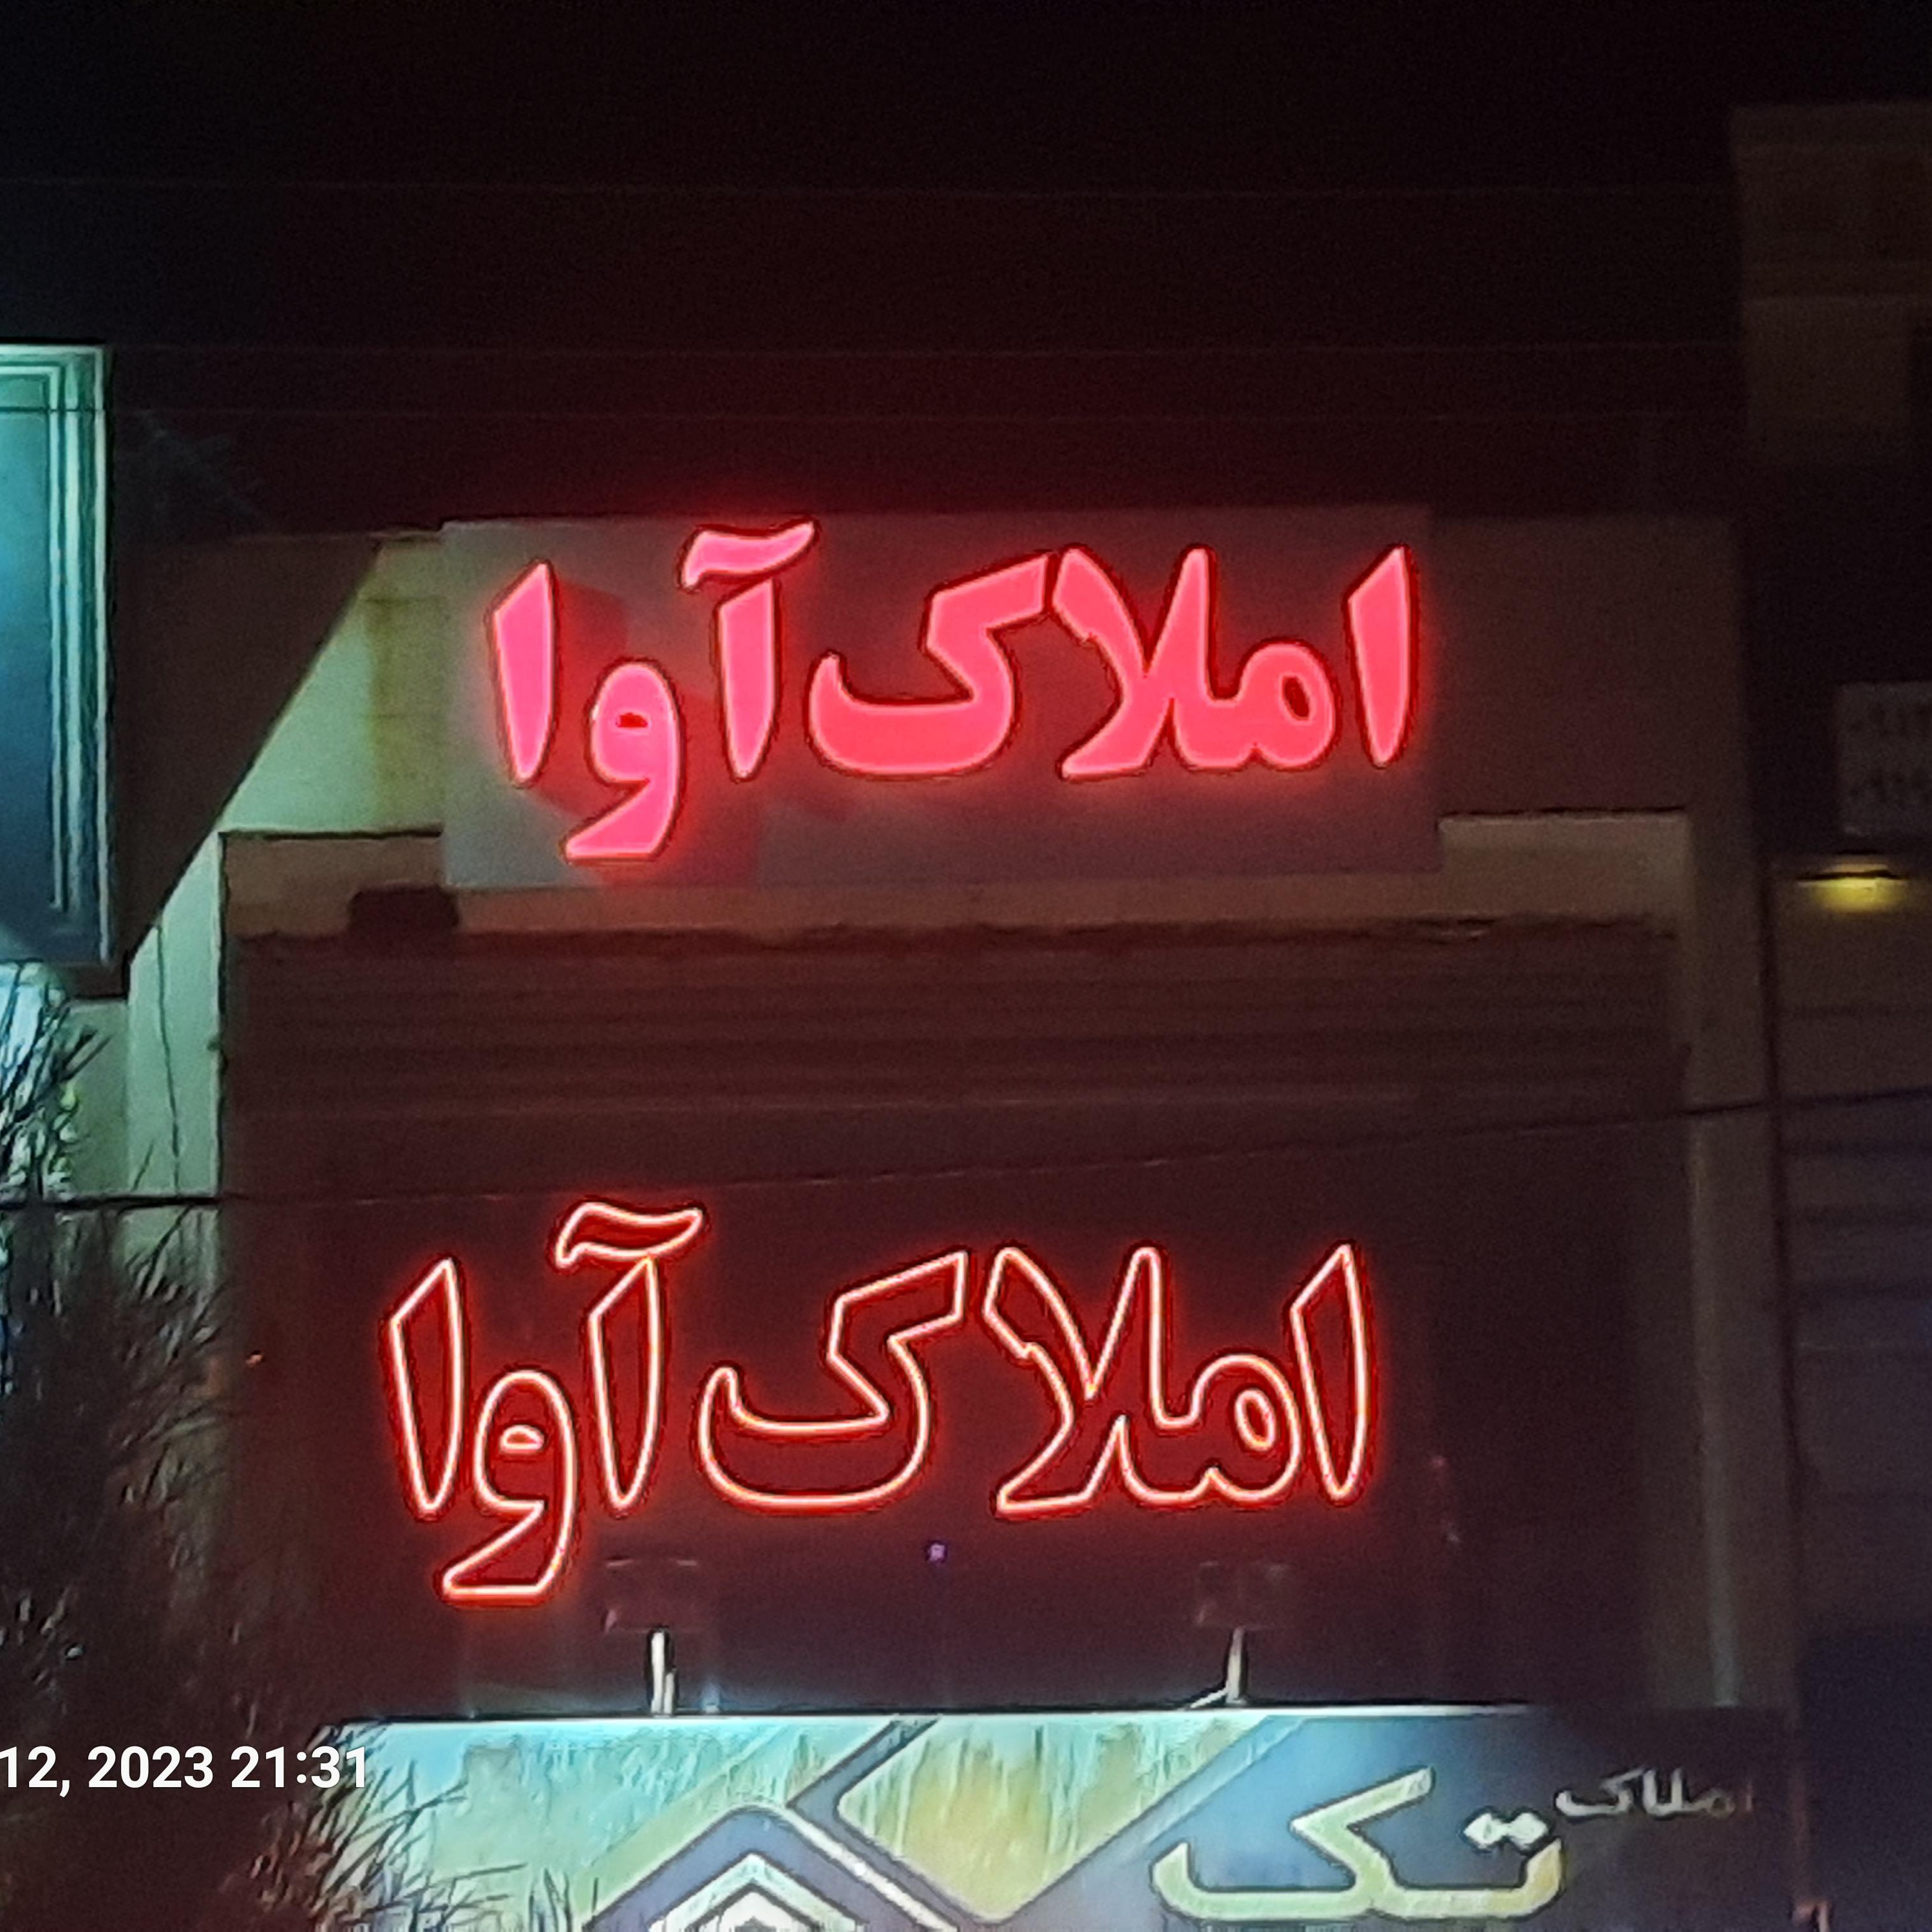 املاک آوا
املاک آوا
12, 2023 21:31
املاک
تک